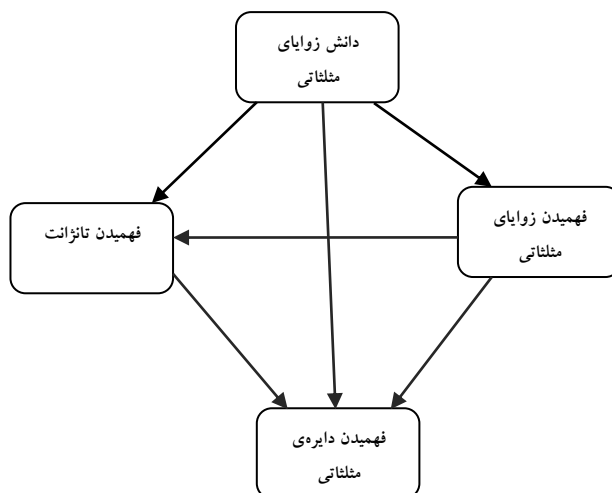 دانش زوایای
مثلثاتی
فهمیدن زوایای
مثلثاتی
فهمیدن تانژانت
فهمیدن دایره‌ی
مثلثاتی